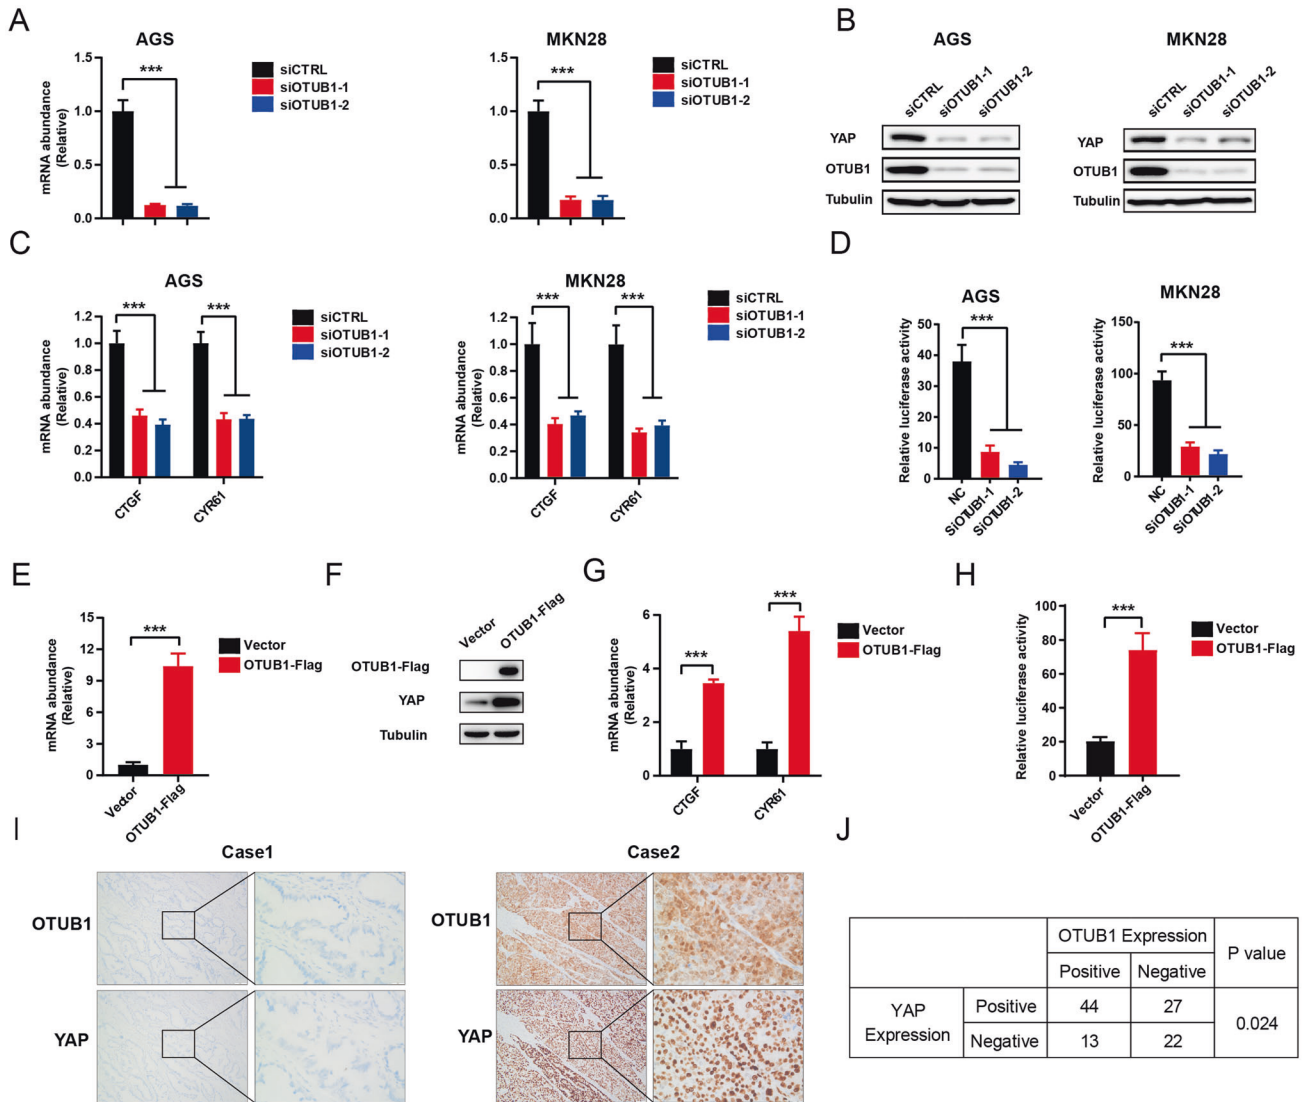 A
AGS
mRNA abundance
(Relative)
1.5
1.0
0.5
0.0
***
siCTRL
siOTUB1-1
siOTUB1-2
MKN28
1.5
1.0
0.5
0.0
***
siCTRL
siOTUB1-1
siOTUB1-2
B
AGS
siCTRL
siOTUB1-1
siOTUB1-2
YAP
OTUB1
Tubulin
MKN28
siCTRL
siOTUB1-1
siOTUB1-2
YAP
OTUB1
Tubulin
C
AGS
mRNA abundance
(Relative)
1.2
1.0
0.8
0.6
0.4
0.2
0.0
***
***
CTGF
CYR61
siCTRL
siOTUB1-1
siOTUB1-2
MKN28
mRNA abundance
(Relative)
1.2
1.0
0.8
0.6
0.4
0.2
0.0
***
***
CTGF
CYR61
siCTRL
siOTUB1-1
siOTUB1-2
D
AGS
Relative luciferase activity
50
40
30
20
10
0
***
NC
SiOTUB1-1
SiOTUB1-2
MKN28
Relative luciferase activity
150
100
50
0
***
NC
SiOTUB1-1
SiOTUB1-2
E
mRNA abundance
(Relative)
15
12
9
6
3
0
***
Vector
OTUB1-Flag
Vector
OTUB1-Flag
F
Vector
OTUB1-Flag
OTUB1-Flag
YAP
Tubulin
G
mRNA abundance
(Relative)
6
4
2
0
***
***
CTGF
CYR61
Vector
OTUB1-Flag
H
Relative luciferase activity
100
80
60
40
20
0
***
Vector
OTUB1-Flag
Vector
OTUB1-Flag
I
Case1
OTUB1
YAP
Case2
OTUB1
YAP
J
OTUB1 Expression
P value
Positive
Negative
YAP
Expression
Positive
44
27
0.024
Negative
13
22